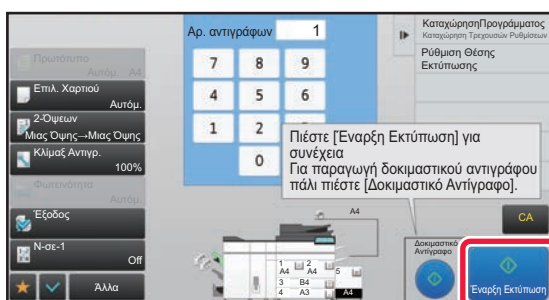 Αρ. αντιγράφων 1
ΚαταχώρησηΠρογράμματος
Καταχώρηση Τρεχουσών Ρυθμίσεων
Ρύθμιση Θέσης
Εκτύπωσης
Πρωτότυπο
Αυτόμ. A4
Επιλ. Χαρτιού
Αυτόμ.
2-Όψεων
Μιας Όψης→Μιας Όψης
Κλίμαξ Αντιγρ.
100%
Φωτεινότητα
Αυτόμ.
Έξοδος
N-σε-1
Off
Άλλα
7 8 9
4 5 6
1 2
0
Πιέστε [Έναρξη Εκτύπωση] για
συνέχεια
Για παραγωγή δοκιμαστικού αντιγράφου
πάλι πιέστε [Δοκιμαστικό Αντίγραφο].
A4
1 A4 2 A4 5
3 B4
4 A3 A4
CA
Δοκιμαστικό
Αντίγραφο
Έναρξη Εκτύπωση